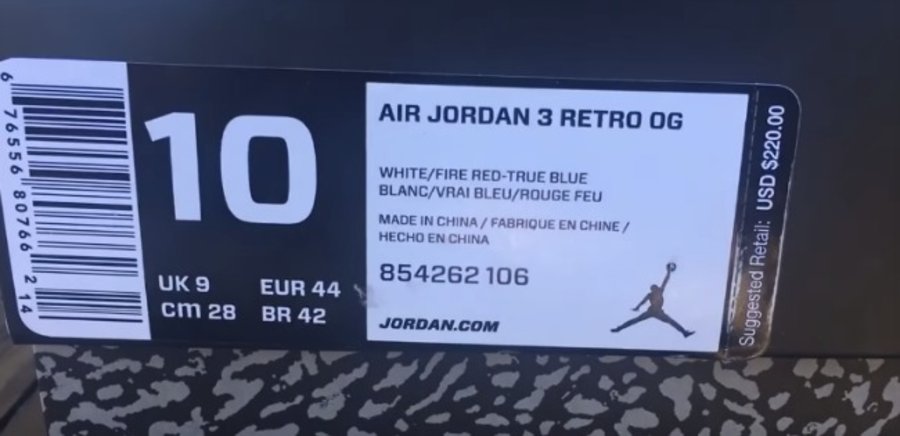 6 76556 80766 2 14
10
UK 9 EUR 44
cm 28 BR 42
AIR JORDAN 3 RETRO OG
WHITE/FIRE RED-TRUE BLUE
BLANC/VRAI BLEU/ROUGE FEU
MADE IN CHINA / FABRIQUE EN CHINE /
HECHO EN CHINA
854262 106
JORDAN.COM
Suggested Retail: USD $220.00